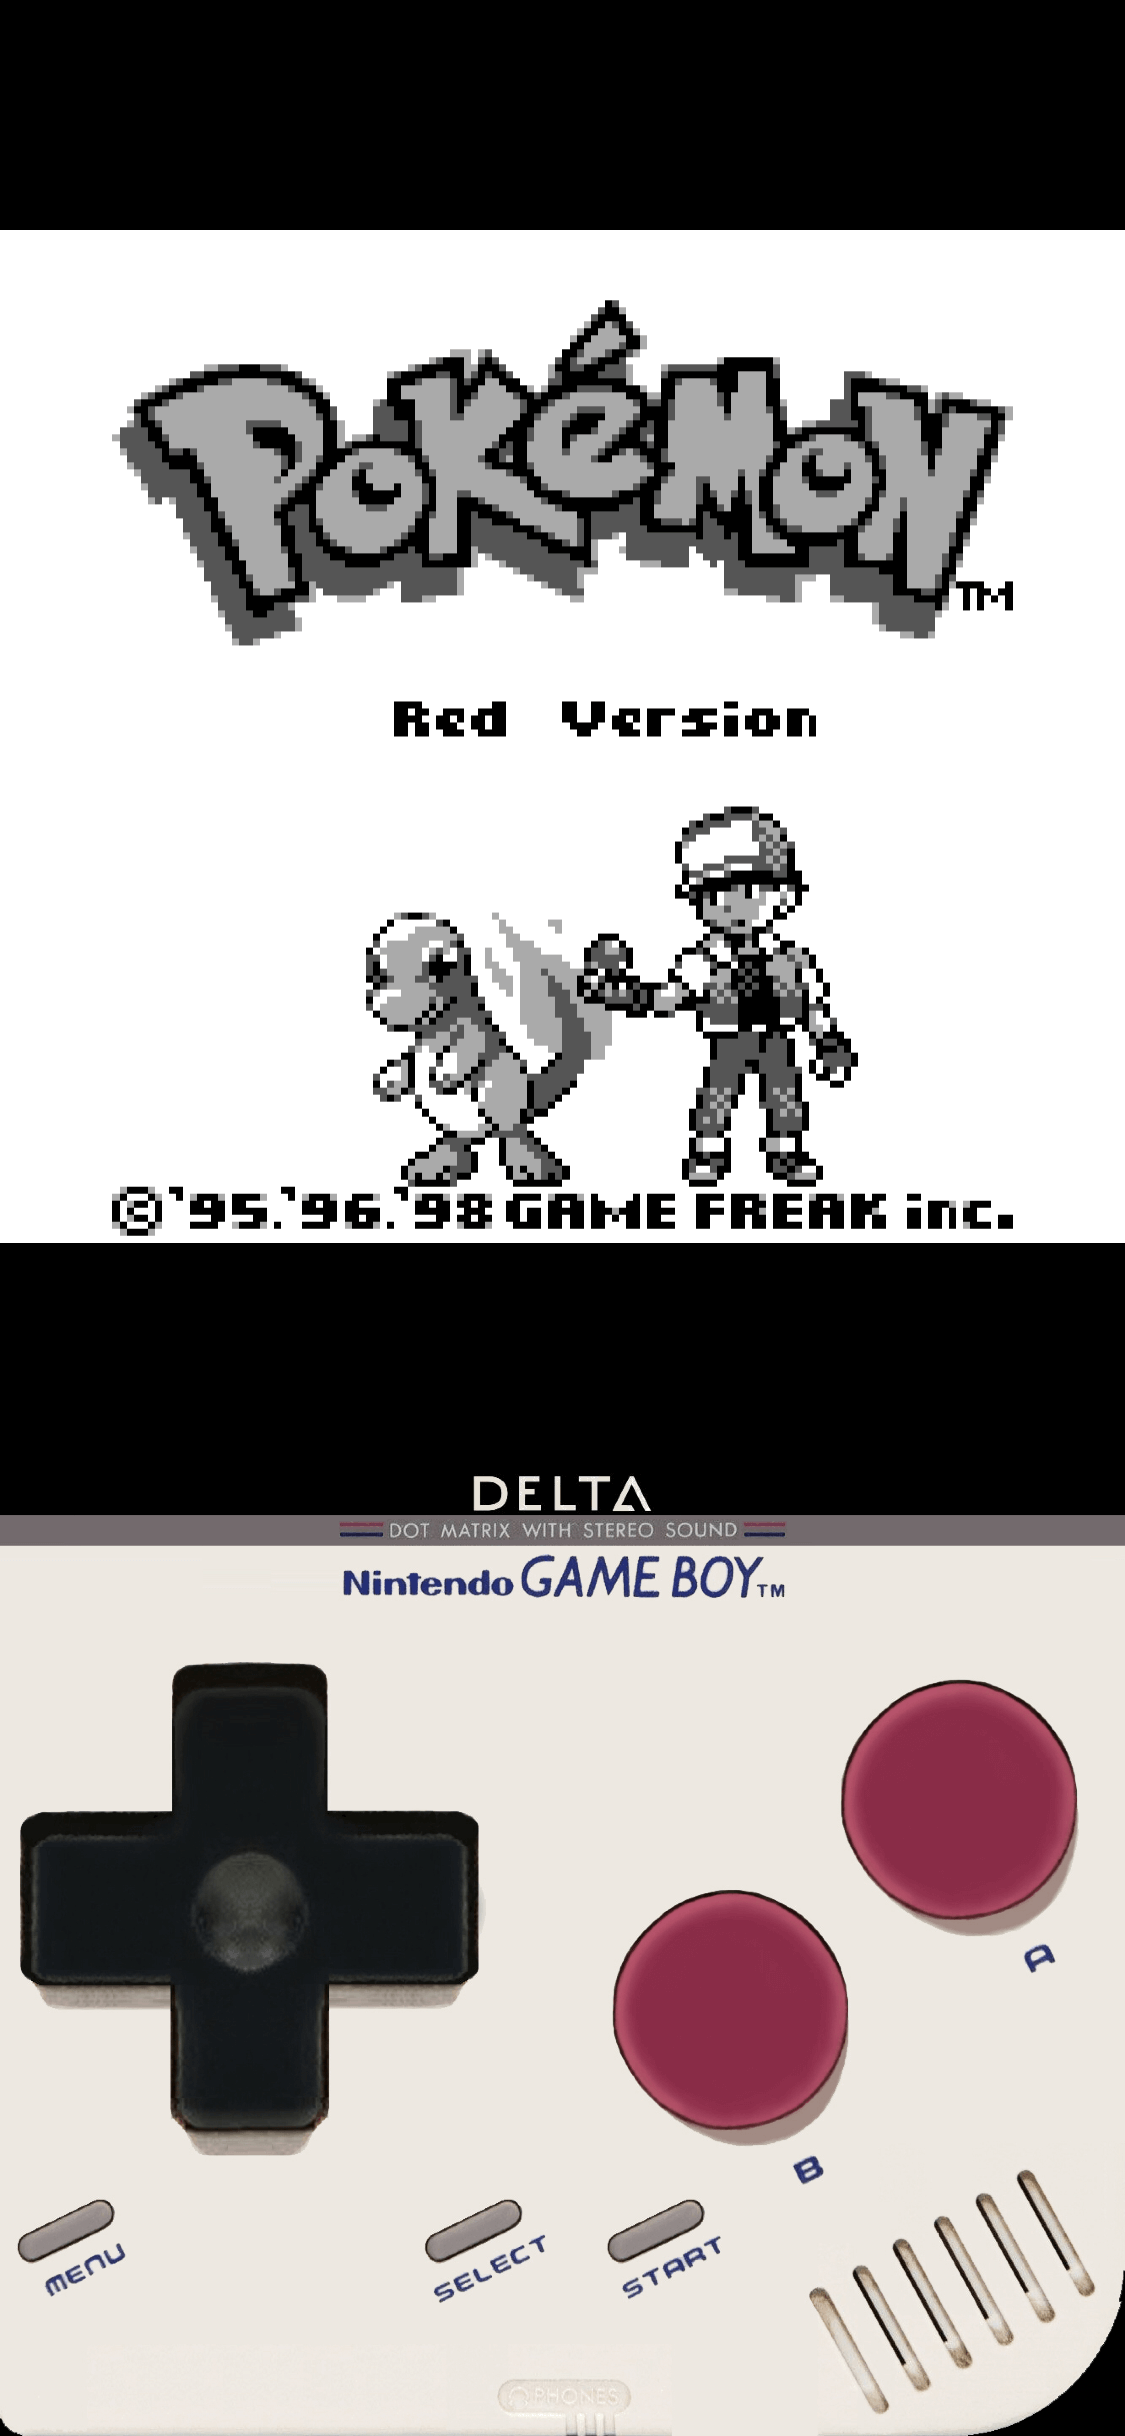 POKéMON TM
Red Version
©'95.'96.'98 GAME FREAK inc.
DELTA
DOT MATRIX WITH STEREO SOUND
Nintendo GAME BOY TM
A
B
MENU SELECT START
PHONES